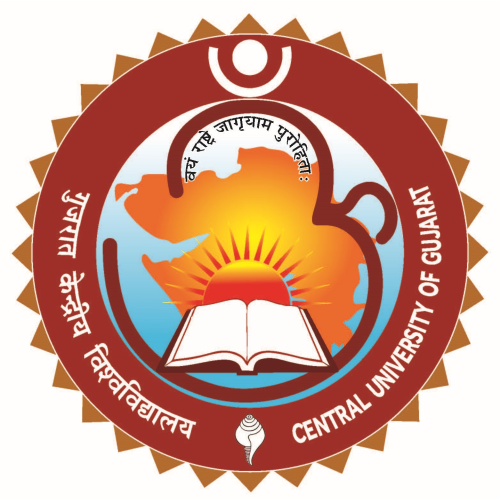 वयं राष्ट्रे जागृयाम पुरोहिताः
गुजरात केन्द्रीय विश्वविद्यालय
CENTRAL UNIVERSITY OF GUJARAT